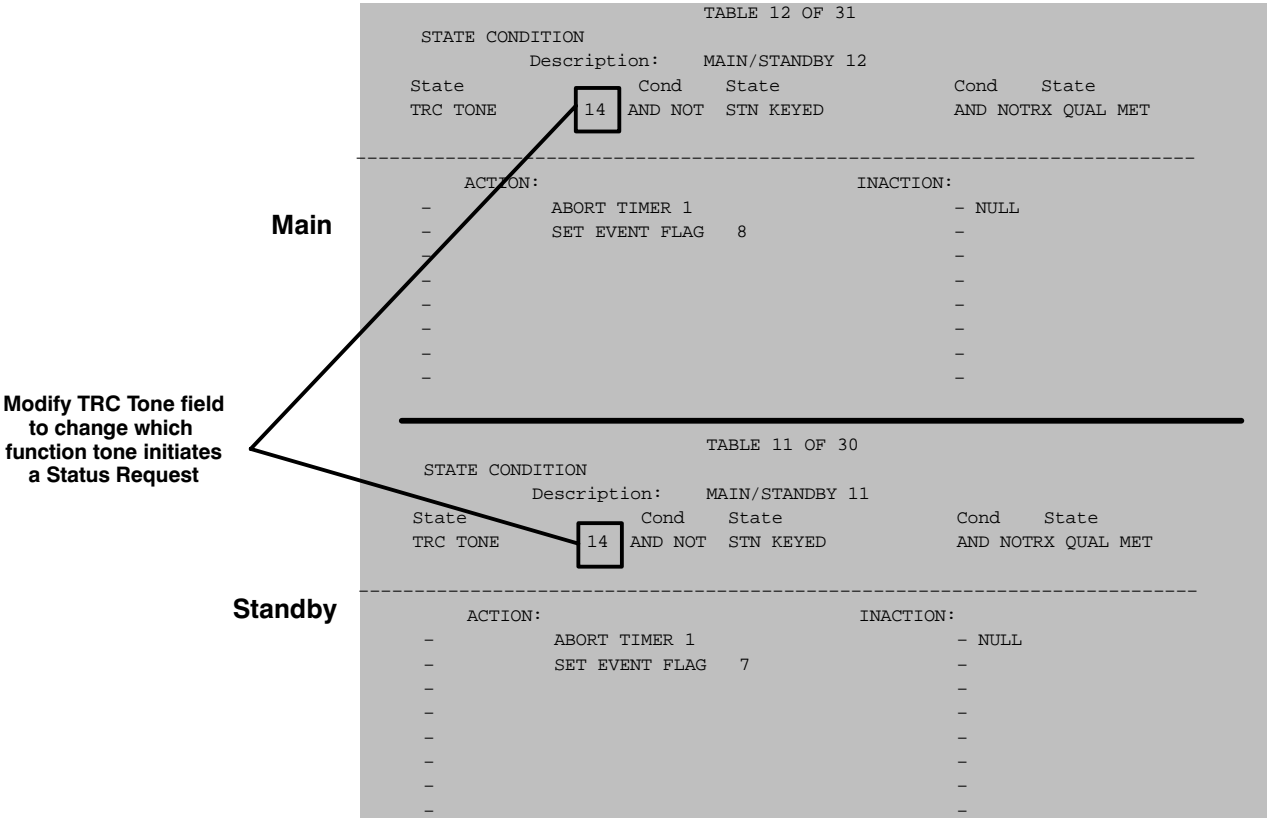 TABLE 12 OF 31
STATE CONDITION
Description: MAIN/STANDBY 12
State Cond State Cond State
TRC TONE 14 AND NOT STN KEYED AND NOTRX QUAL MET
ACTION: INACTION:
Main
- ABORT TIMER 1 - NULL
- SET EVENT FLAG 8 -
- -
- -
- -
- -
- -
- -
Modify TRC Tone field
to change which
function tone initiates
a Status Request
TABLE 11 OF 30
STATE CONDITION
Description: MAIN/STANDBY 11
State Cond State Cond State
TRC TONE 14 AND NOT STN KEYED AND NOTRX QUAL MET
Standby
ACTION: INACTION:
- ABORT TIMER 1 - NULL
- SET EVENT FLAG 7 -
- -
- -
- -
- -
- -
- -